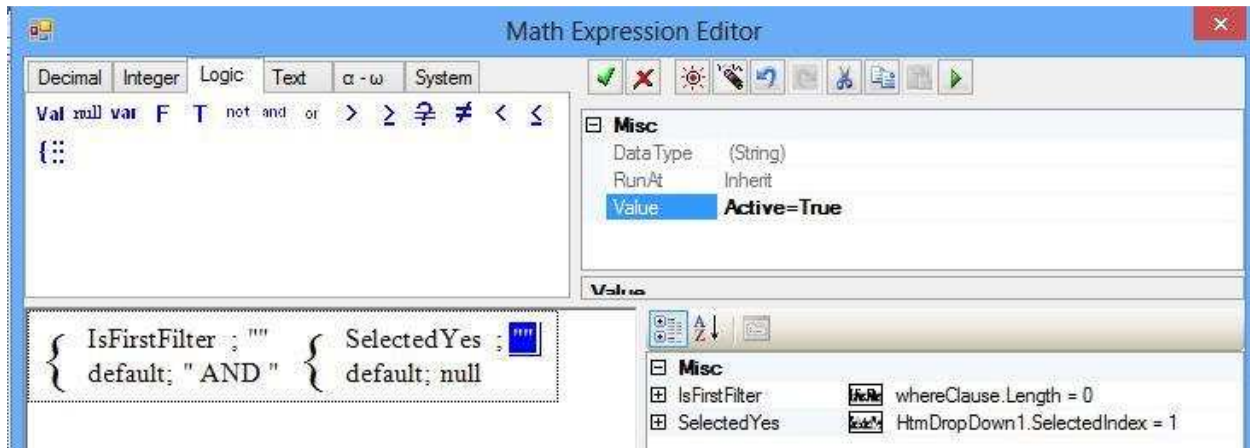 Math Expression Editor
Decimal Integer Logic Text α - ω System
Val null var F T not and or > ≥ = ≠ < ≤
{
Misc
DataType (String)
RunAt Inherit
Value Active=True
Value
IsFirstFilter ; "" SelectedYes ; ""
default; " AND " default; null
Misc
IsFirstFilter whereClause.Length = 0
SelectedYes HtmDropDown1.SelectedIndex = 1